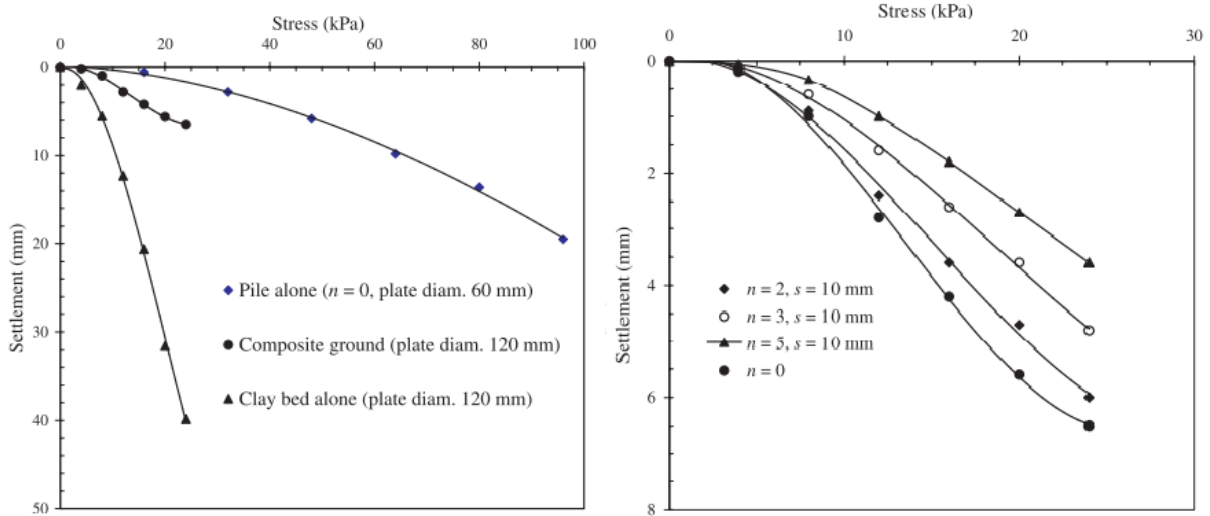 Stress (kPa)
0 20 40 60 80 100
0
10
20
30
40
50
Settlement (mm)
Pile alone (n = 0, plate diam. 60 mm)
Composite ground (plate diam. 120 mm)
Clay bed alone (plate diam. 120 mm)
Stress (kPa)
0 10 20 30
0
2
4
6
8
Settlement (mm)
n = 2, s = 10 mm
n = 3, s = 10 mm
n = 5, s = 10 mm
n = 0